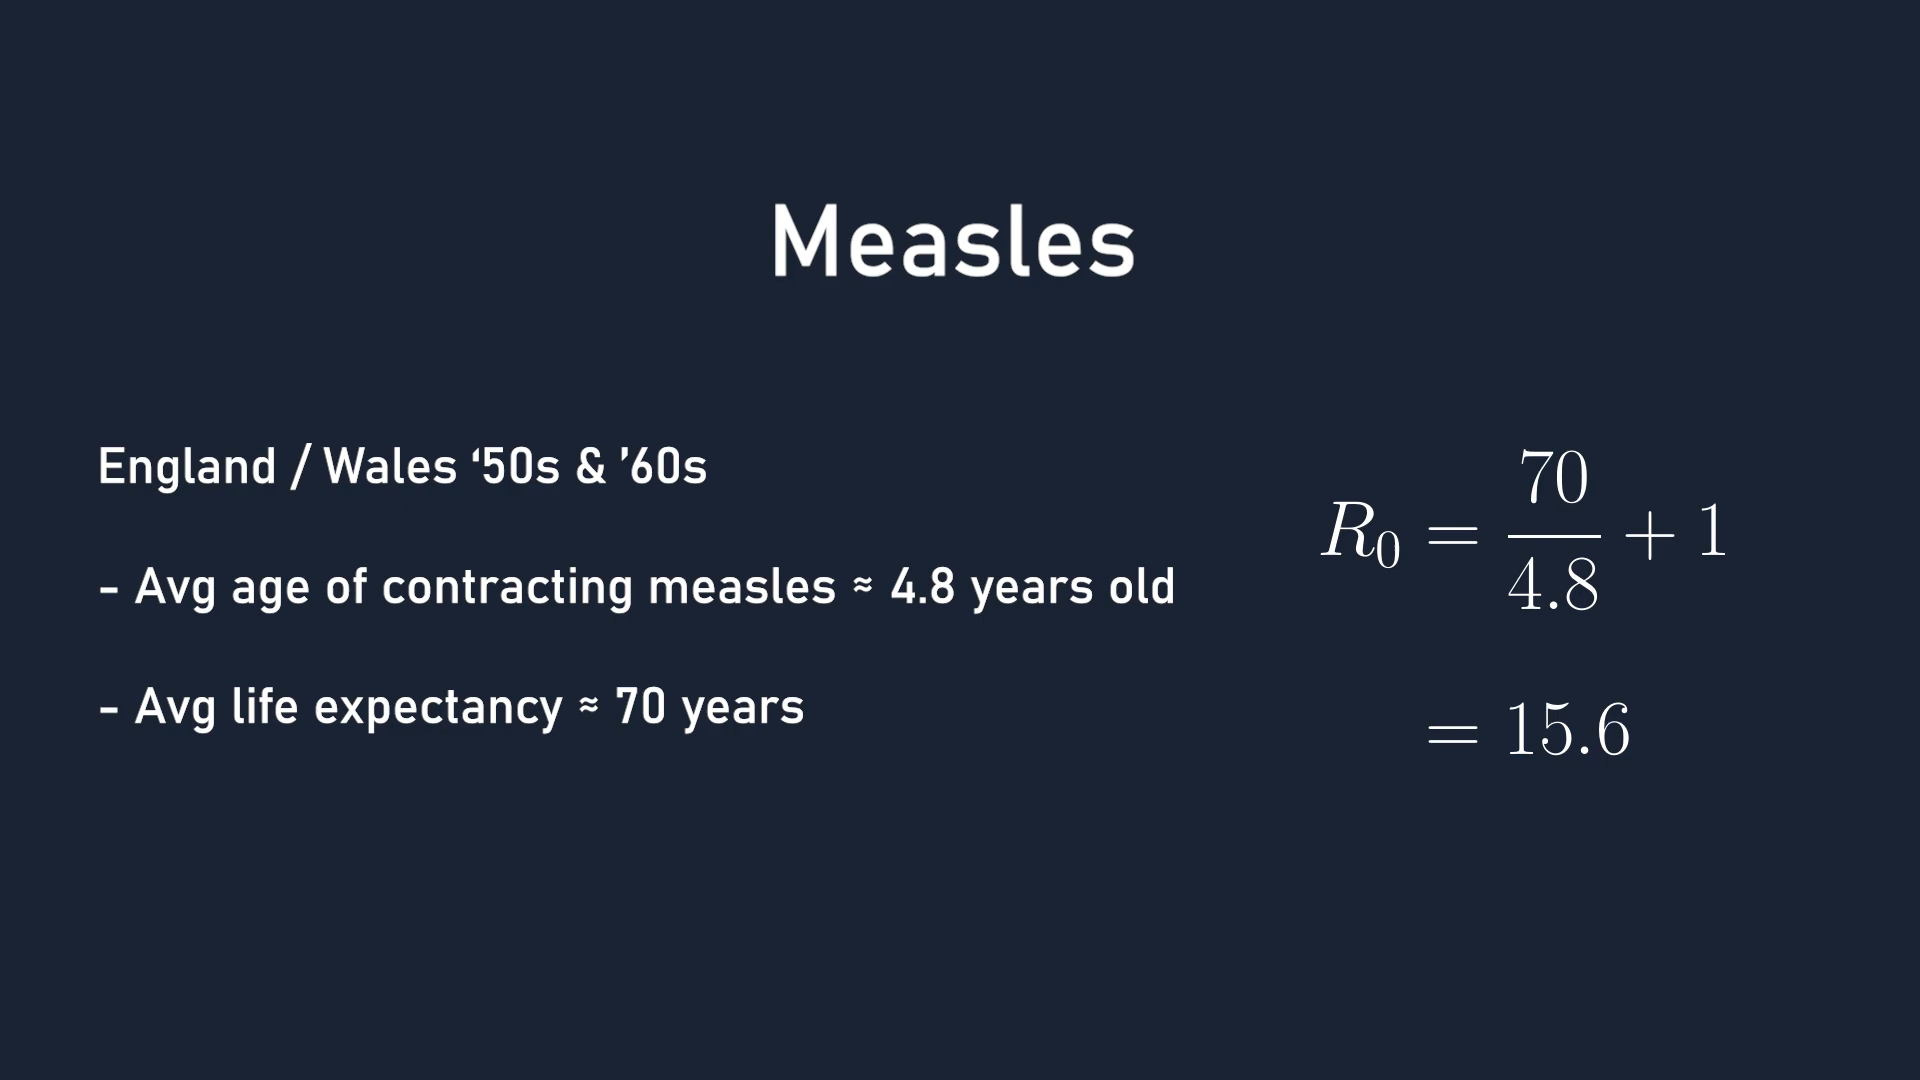 Measles
England / Wales ‘50s & ’60s
- Avg age of contracting measles ≈ 4.8 years old
- Avg life expectancy ≈ 70 years
R₀ = 70/4.8 + 1
= 15.6